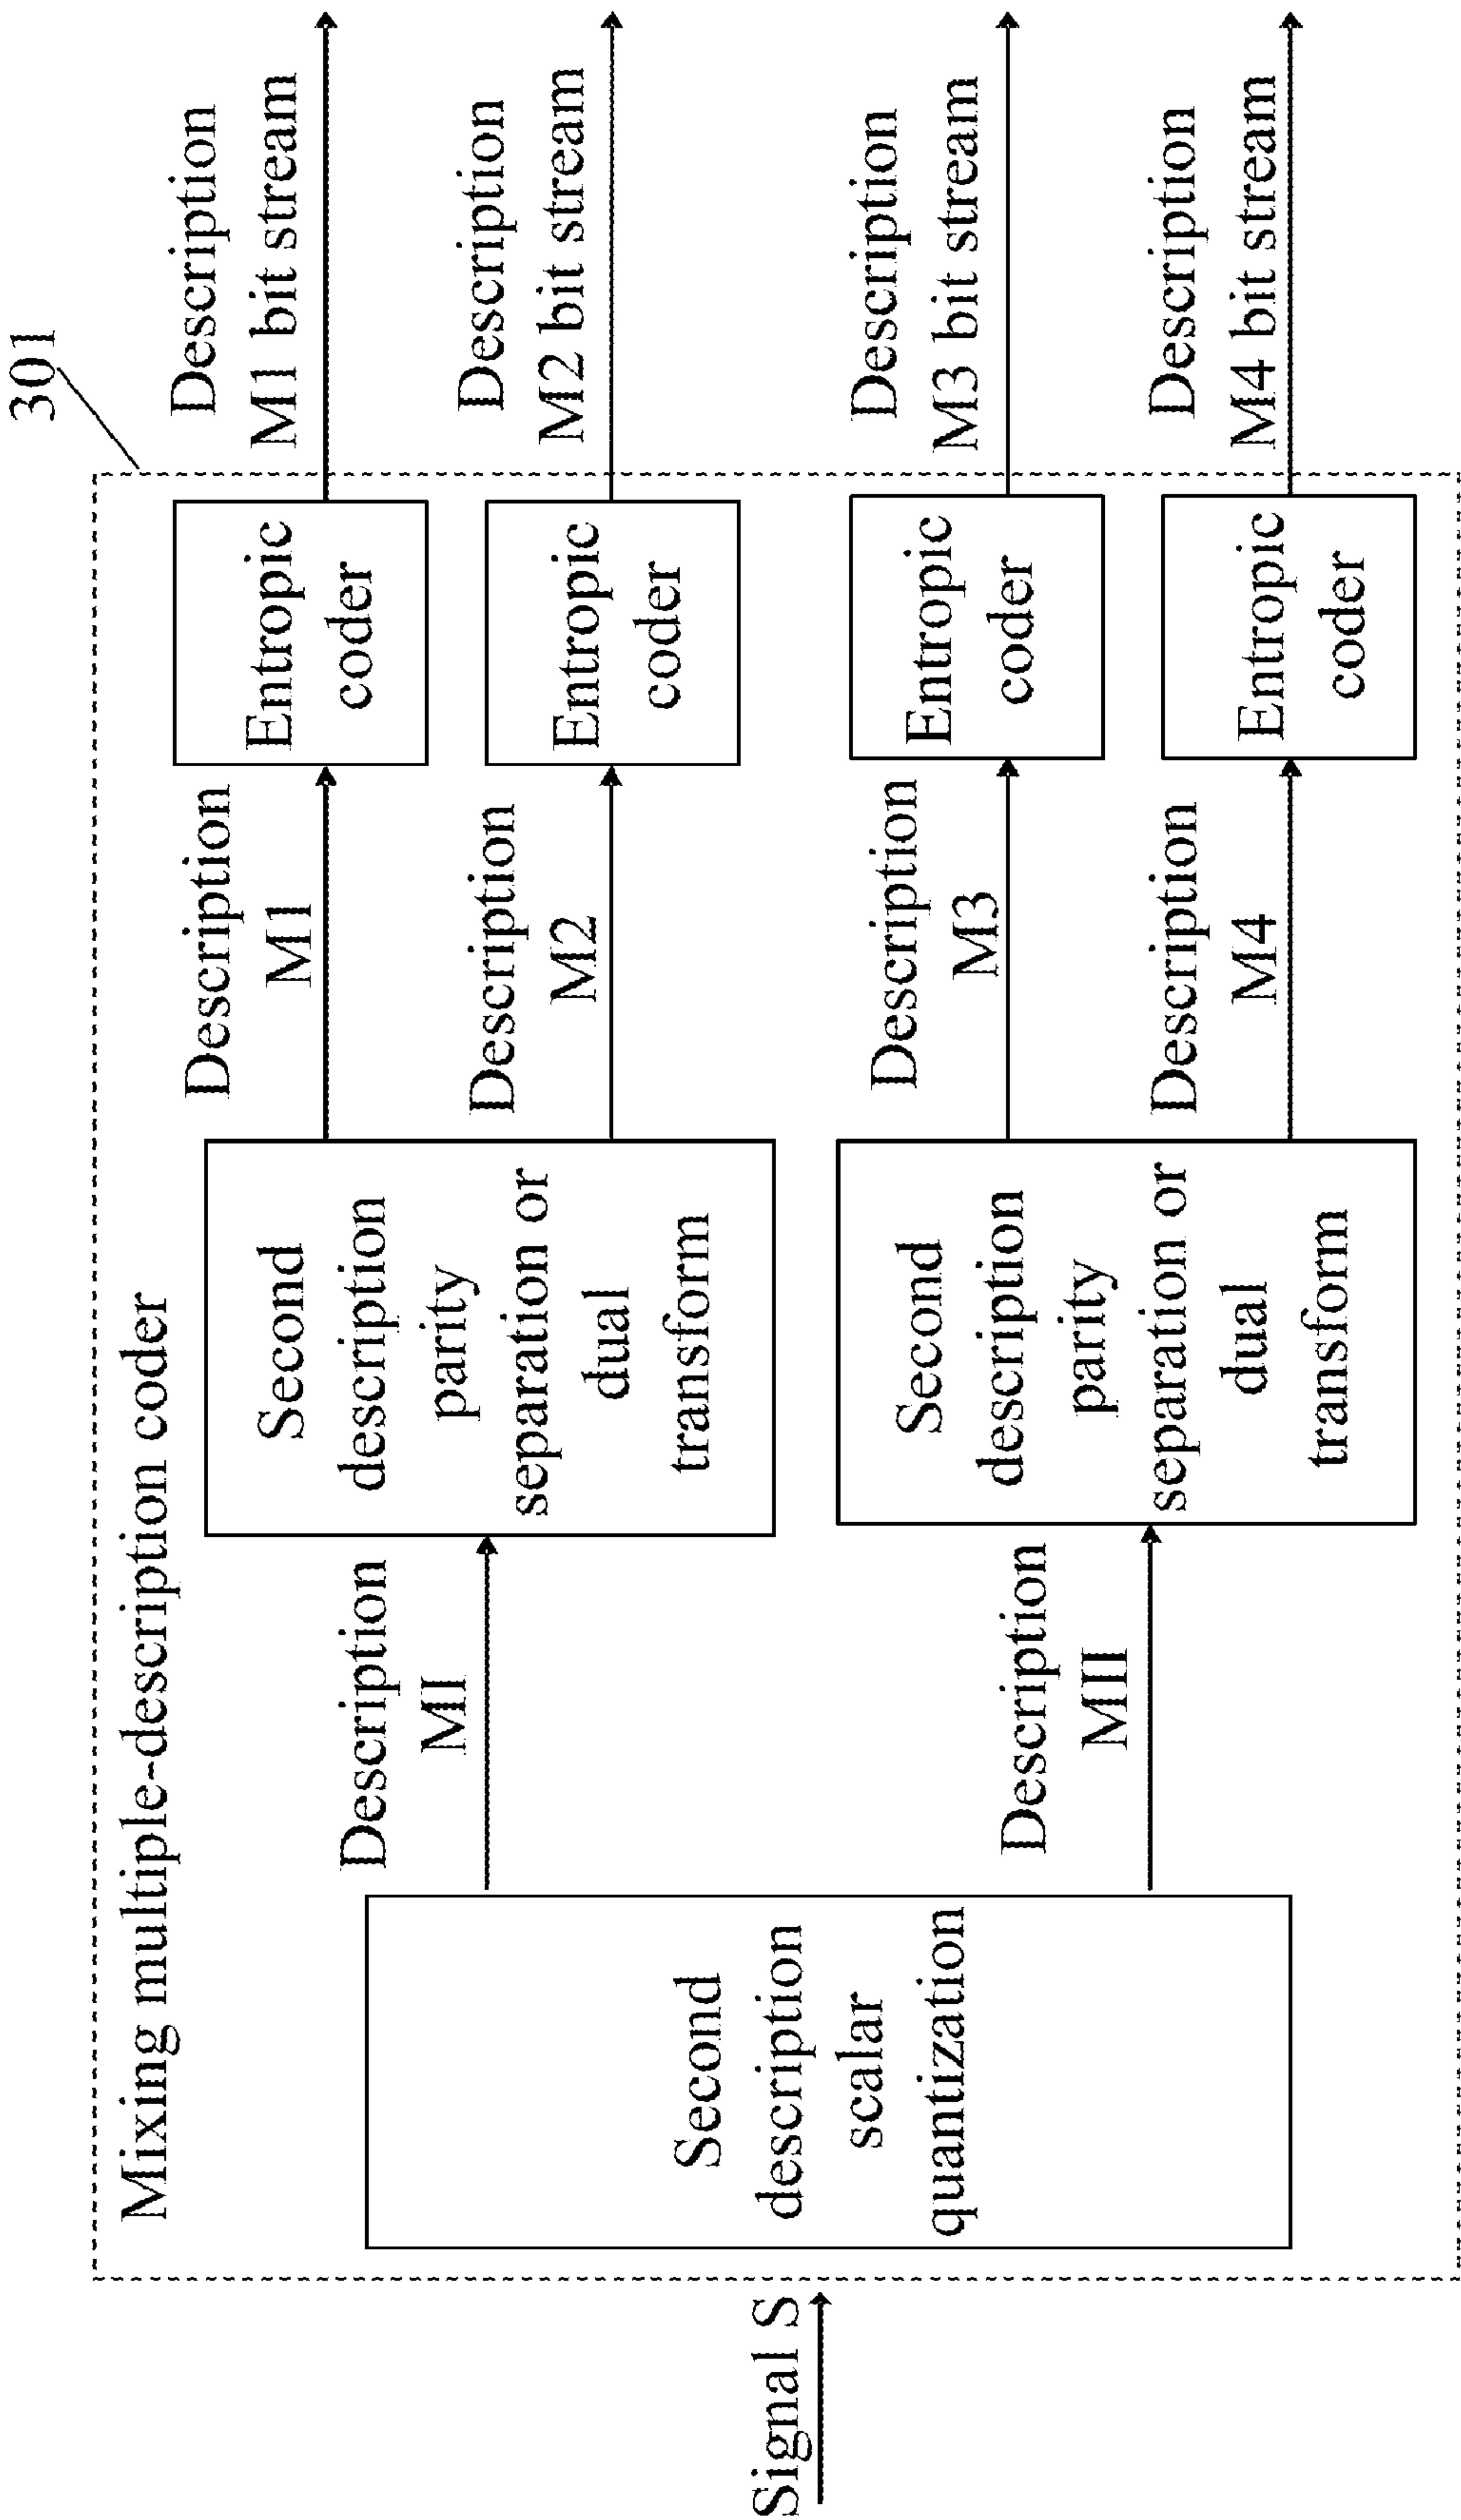 301
Mixing multiple-description coder
Signal S
Second
description
scalar
quantization
Description
MI
Description
MII
Second
description
parity
separation or
dual
transform
Second
description
parity
separation or
dual
transform
Description
M1
Description
M2
Description
M3
Description
M4
Entropic
coder
Entropic
coder
Entropic
coder
Entropic
coder
Description
M1 bit stream
Description
M2 bit stream
Description
M3 bit stream
Description
M4 bit stream